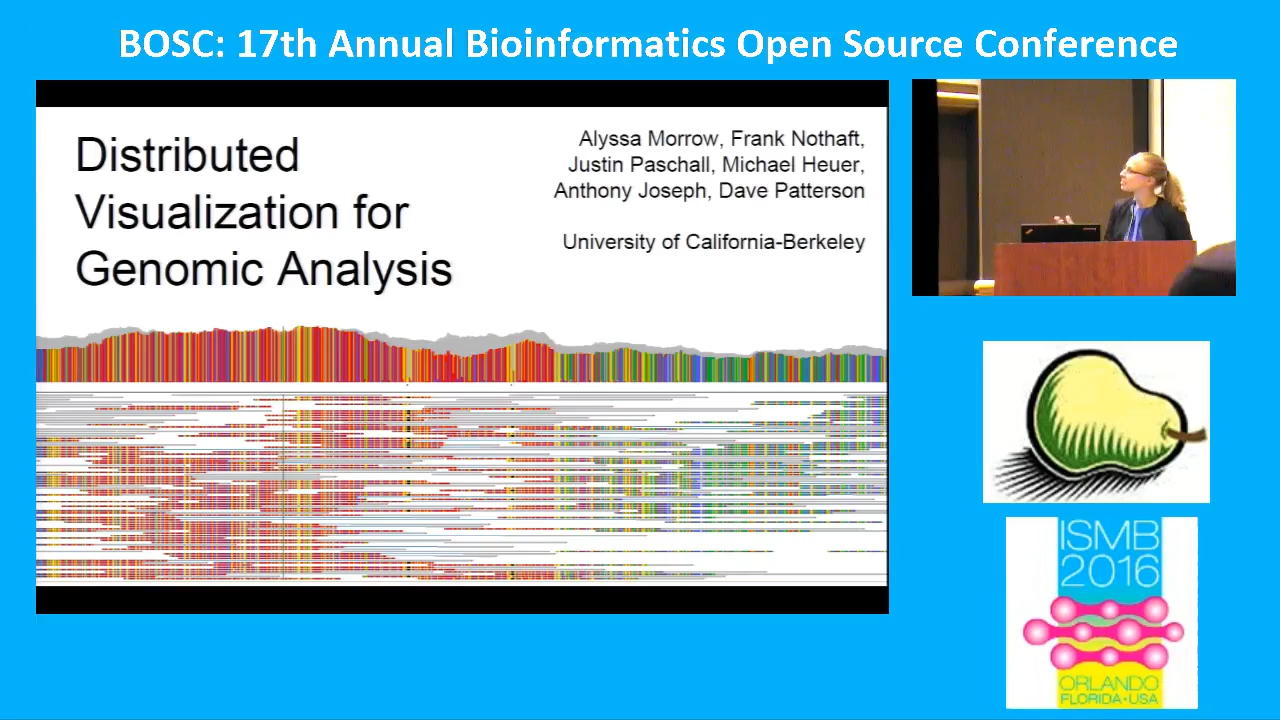 BOSC: 17th Annual Bioinformatics Open Source Conference
Distributed
Visualization for
Genomic Analysis
Alyssa Morrow, Frank Nothaft,
Justin Paschall, Michael Heuer,
Anthony Joseph, Dave Patterson
University of California-Berkeley
ISMB
2016
ORLANDO
FLORIDA•USA